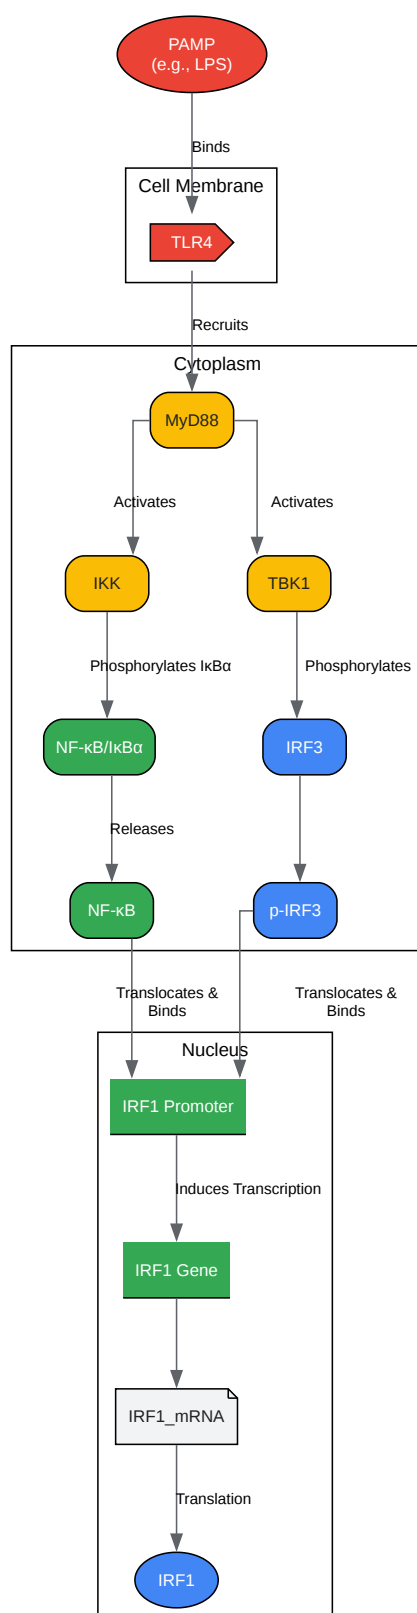 PAMP
(e.g., LPS)
Binds
Cell Membrane
TLR4
Recruits
Cytoplasm
MyD88
Activates
Activates
IKK
TBK1
Phosphorylates IκBα
Phosphorylates
NF-κB/IκBα
IRF3
Releases
NF-κB
p-IRF3
Translocates &
Binds
Translocates &
Binds
Nucleus
IRF1 Promoter
Induces Transcription
IRF1 Gene
IRF1_mRNA
Translation
IRF1